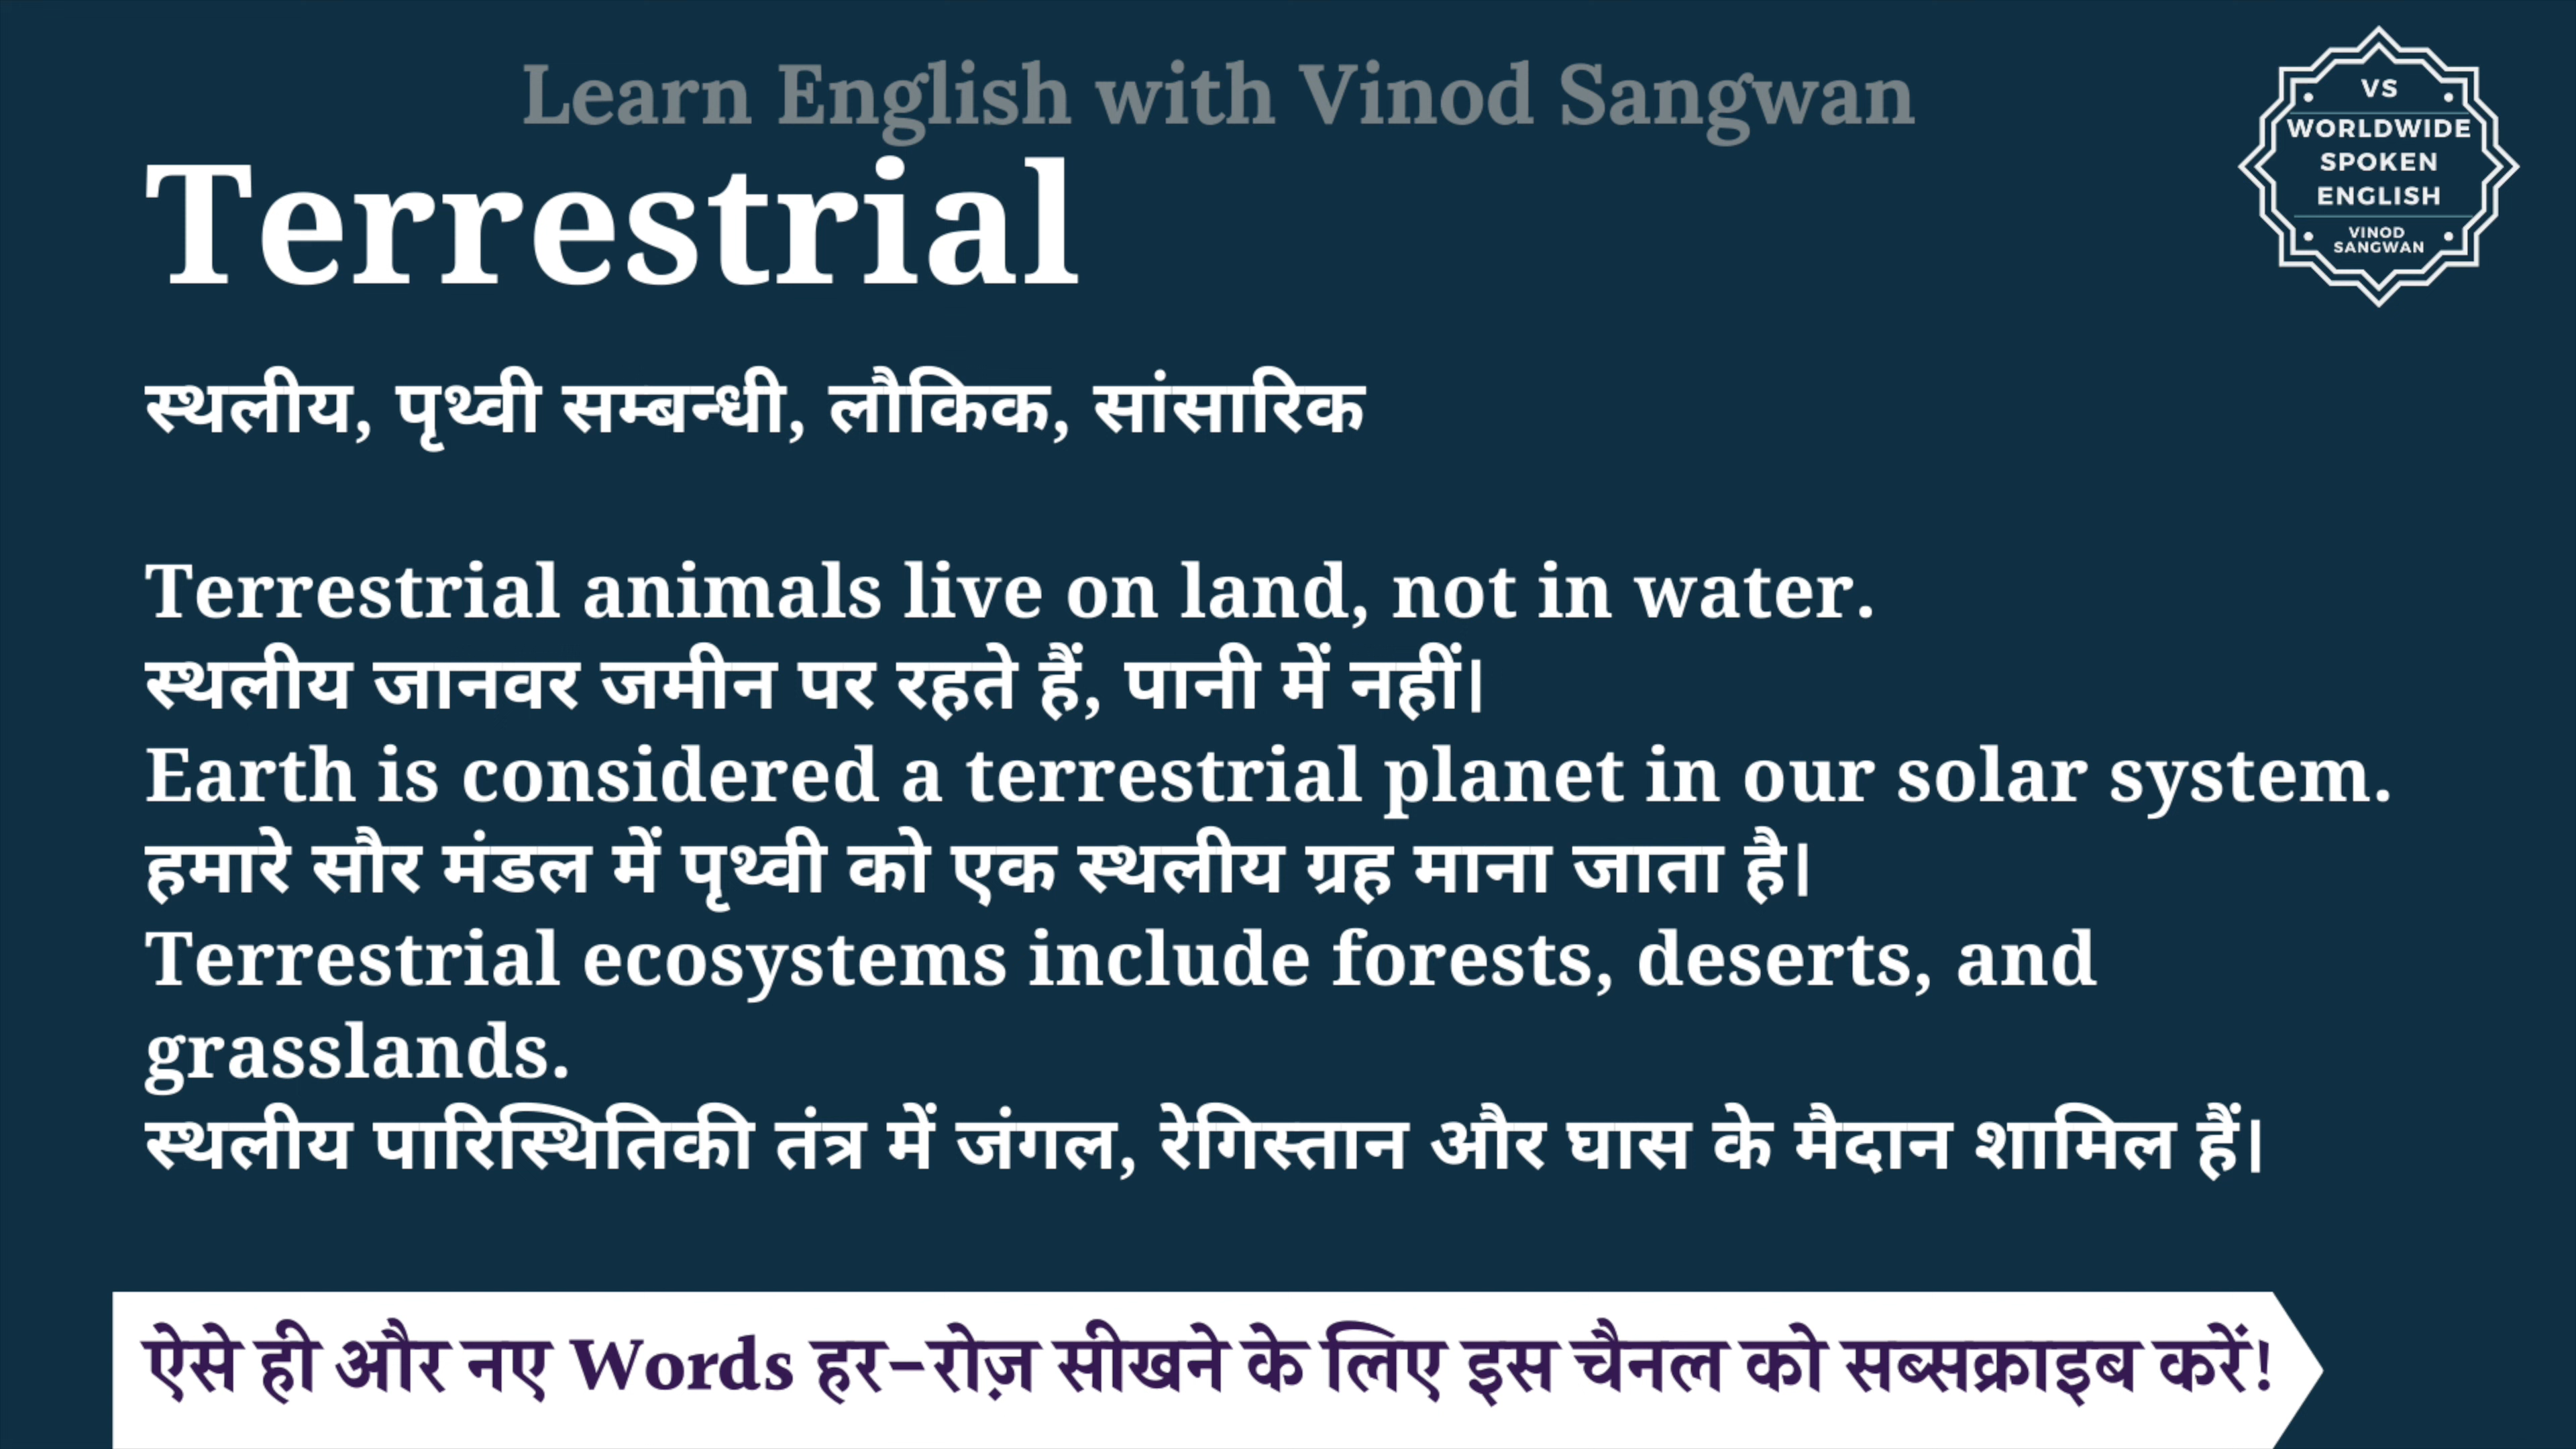 Learn English with Vinod Sangwan
VS
WORLDWIDE
SPOKEN
ENGLISH
VINOD
SANGWAN
Terrestrial
स्थलीय, पृथ्वी सम्बन्धी, लौकिक, सांसारिक
Terrestrial animals live on land, not in water.
स्थलीय जानवर जमीन पर रहते हैं, पानी में नहीं।
Earth is considered a terrestrial planet in our solar system.
हमारे सौर मंडल में पृथ्वी को एक स्थलीय ग्रह माना जाता है।
Terrestrial ecosystems include forests, deserts, and
grasslands.
स्थलीय पारिस्थितिकी तंत्र में जंगल, रेगिस्तान और घास के मैदान शामिल हैं।
ऐसे ही और नए Words हर-रोज़ सीखने के लिए इस चैनल को सब्सक्राइब करें!